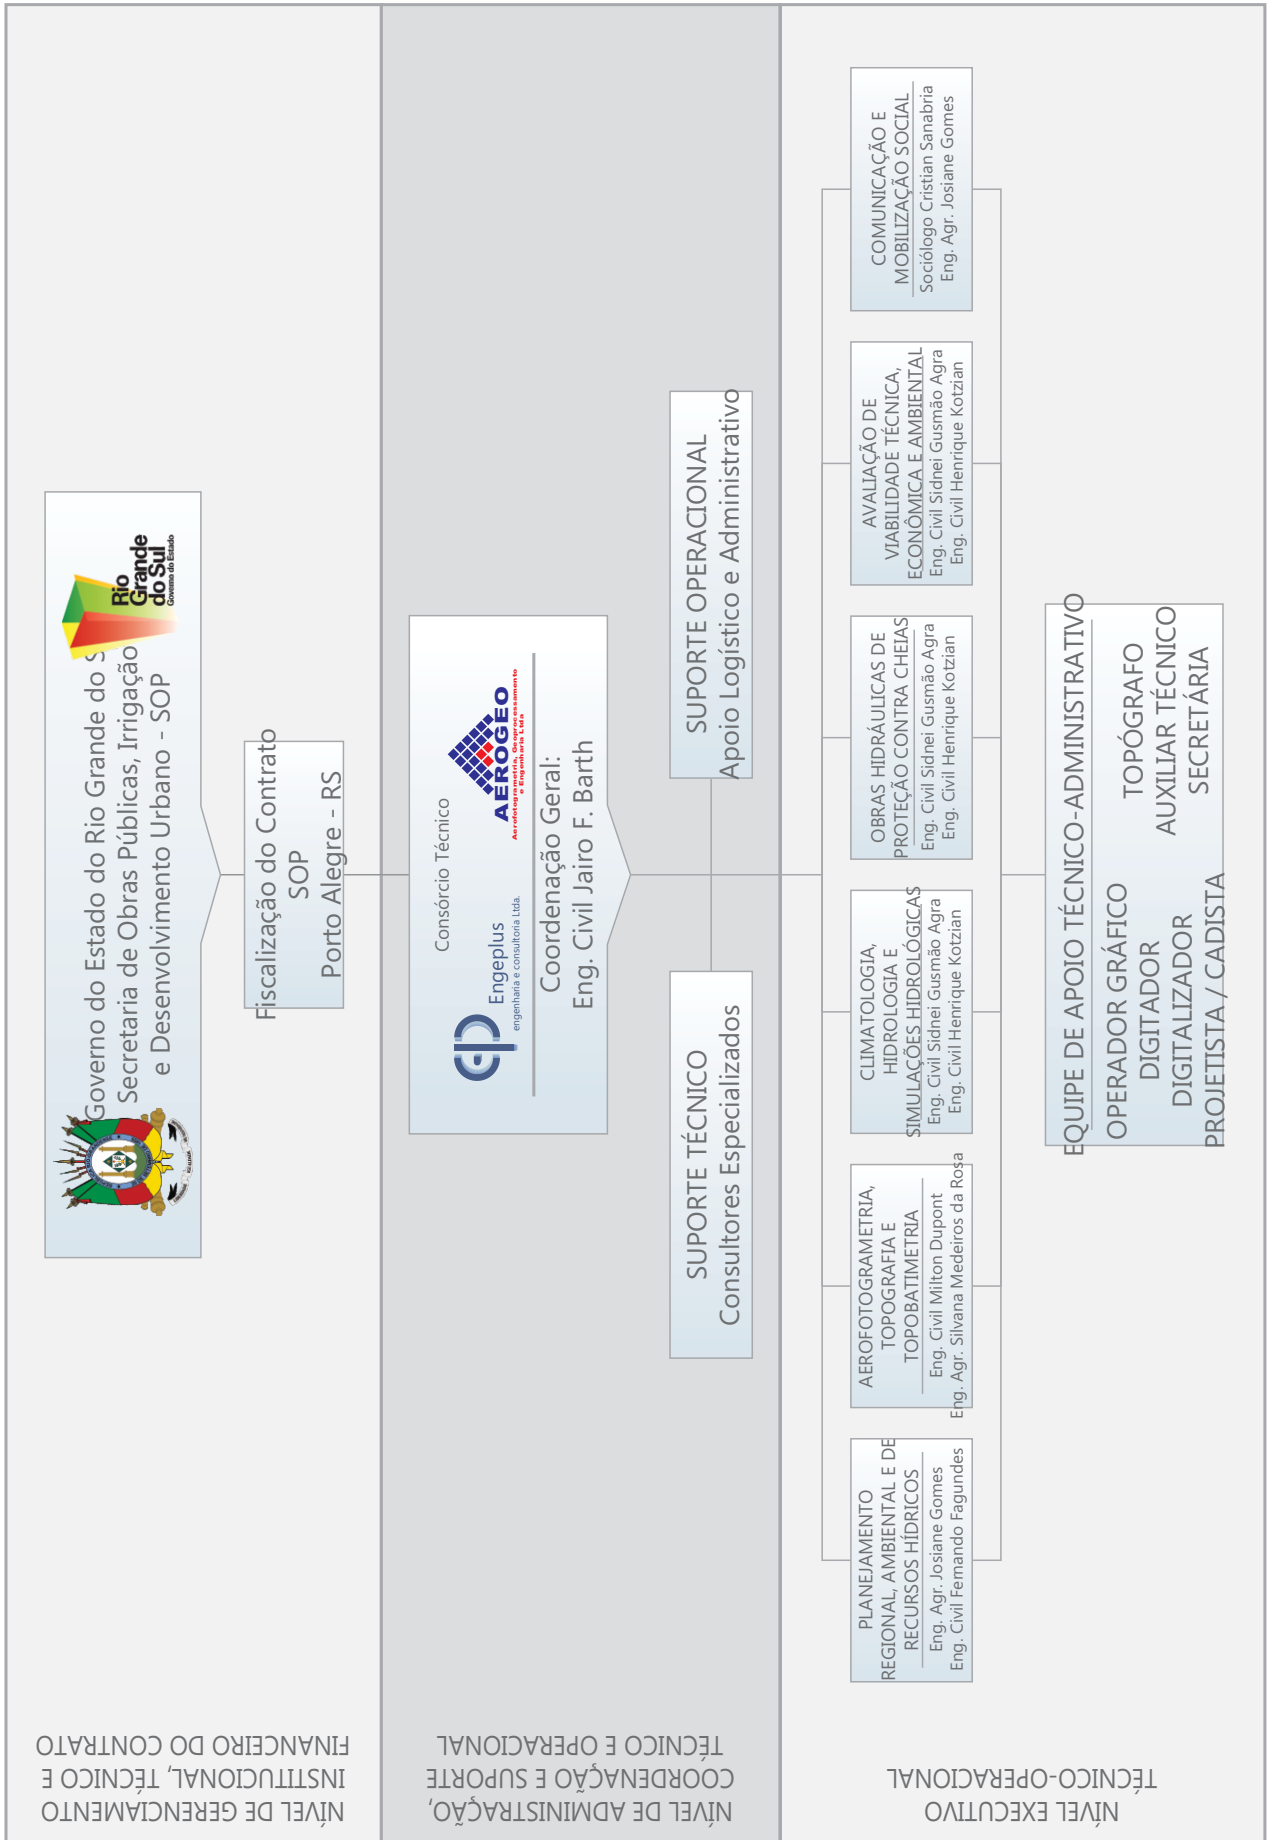 NÍVEL DE GERENCIAMENTO
INSTITUCIONAL, TÉCNICO E
FINANCEIRO DO CONTRATO
Governo do Estado do Rio Grande do S
Secretaria de Obras Públicas, Irrigação
e Desenvolvimento Urbano - SOP
Rio
Grande
do Sul
Governo do Estado
Fiscalização do Contrato
SOP
Porto Alegre - RS
NÍVEL DE ADMINISTRAÇÃO,
COORDENAÇÃO E SUPORTE
TÉCNICO E OPERACIONAL
Consórcio Técnico
ep
Engeplus
engenharia e consultoria Ltda.
AEROGEO
Aerofotogrametria, Geoprocessamento
e Engenharia Ltda
Coordenação Geral:
Eng. Civil Jairo F. Barth
SUPORTE TÉCNICO
Consultores Especializados
SUPORTE OPERACIONAL
Apoio Logístico e Administrativo
NÍVEL EXECUTIVO
TÉCNICO-OPERACIONAL
PLANEJAMENTO
REGIONAL, AMBIENTAL E DE
RECURSOS HÍDRICOS
Eng. Agr. Josiane Gomes
Eng. Civil Fernando Fagundes
AEROFOTOGRAMETRIA,
TOPOGRAFIA E
TOPOBATIMETRIA
Eng. Civil Milton Dupont
Eng. Agr. Silvana Medeiros da Rosa
CLIMATOLOGIA,
HIDROLOGIA E
SIMULAÇÕES HIDROLÓGICAS
Eng. Civil Sidnei Gusmão Agra
Eng. Civil Henrique Kotzian
OBRAS HIDRÁULICAS DE
PROTEÇÃO CONTRA CHEIAS
Eng. Civil Sidnei Gusmão Agra
Eng. Civil Henrique Kotzian
AVALIAÇÃO DE
VIABILIDADE TÉCNICA,
ECONÔMICA E AMBIENTAL
Eng. Civil Sidnei Gusmão Agra
Eng. Civil Henrique Kotzian
COMUNICAÇÃO E
MOBILIZAÇÃO SOCIAL
Sociólogo Cristian Sanabria
Eng. Agr. Josiane Gomes
EQUIPE DE APOIO TÉCNICO-ADMINISTRATIVO
OPERADOR GRÁFICO
DIGITADOR
DIGITALIZADOR
PROJETISTA / CADISTA
TOPÓGRAFO
AUXILIAR TÉCNICO
SECRETÁRIA